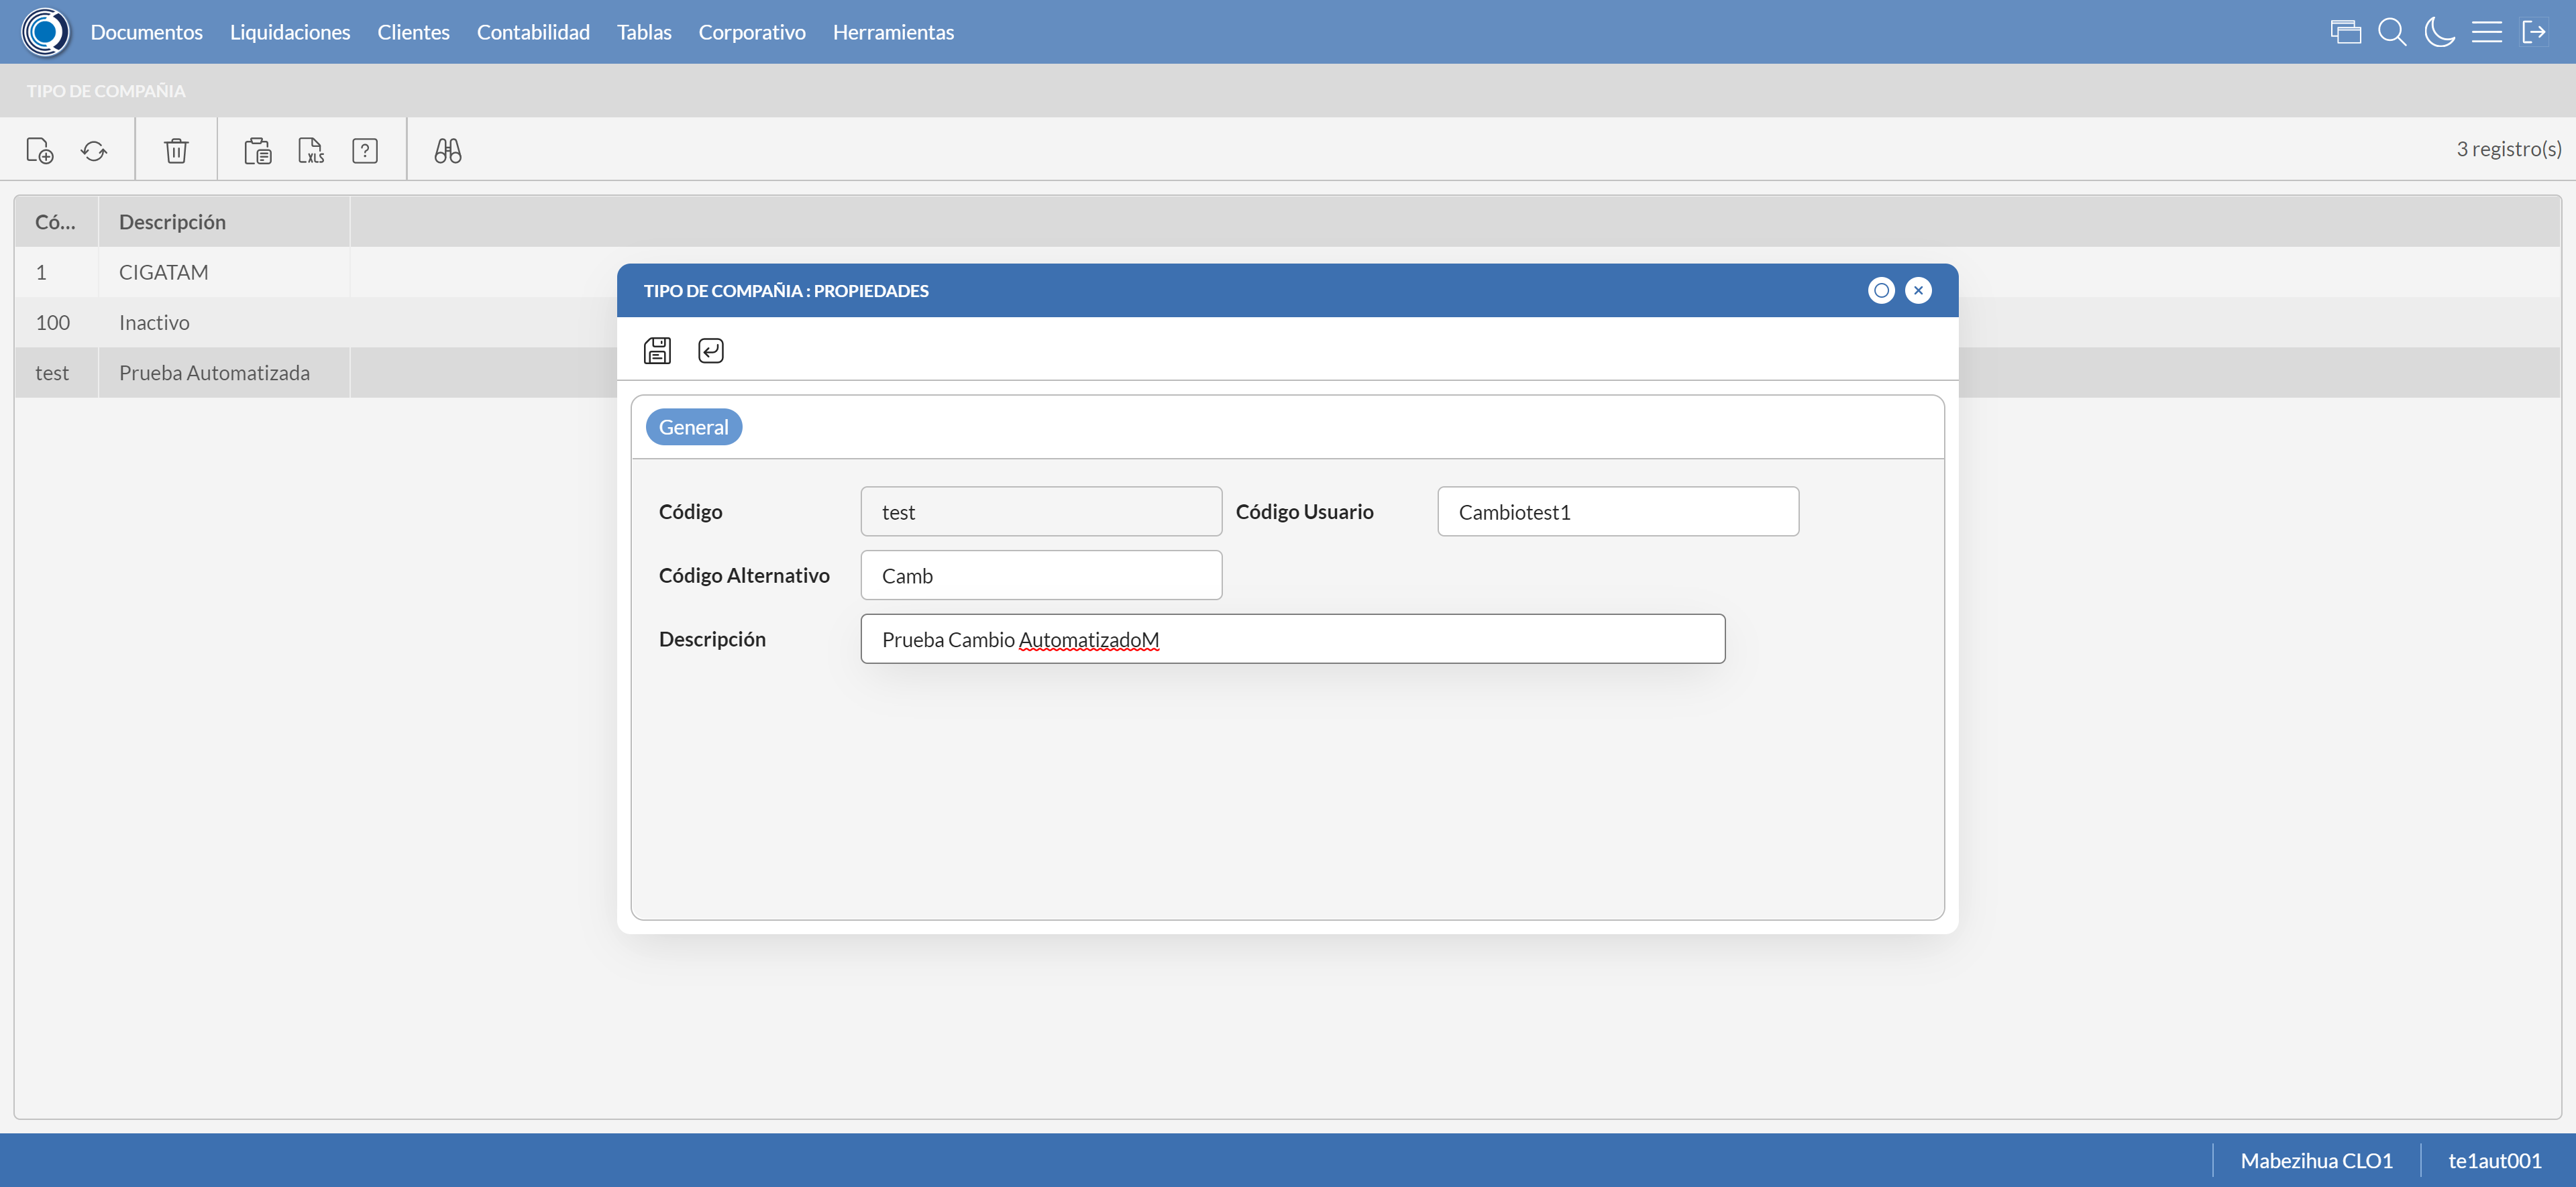 Documentos Liquidaciones Clientes Contabilidad Tablas Corporativo Herramientas
TIPO DE COMPAÑIA
XLS ? 3 registro(s)
Có... Descripción
1 CIGATAM
100 Inactivo
test Prueba Automatizada
TIPO DE COMPAÑIA : PROPIEDADES
General
Código test Código Usuario Cambiotest1
Código Alternativo Camb
Descripción Prueba Cambio AutomatizadoM
Mabezihua CLO1 te1aut001